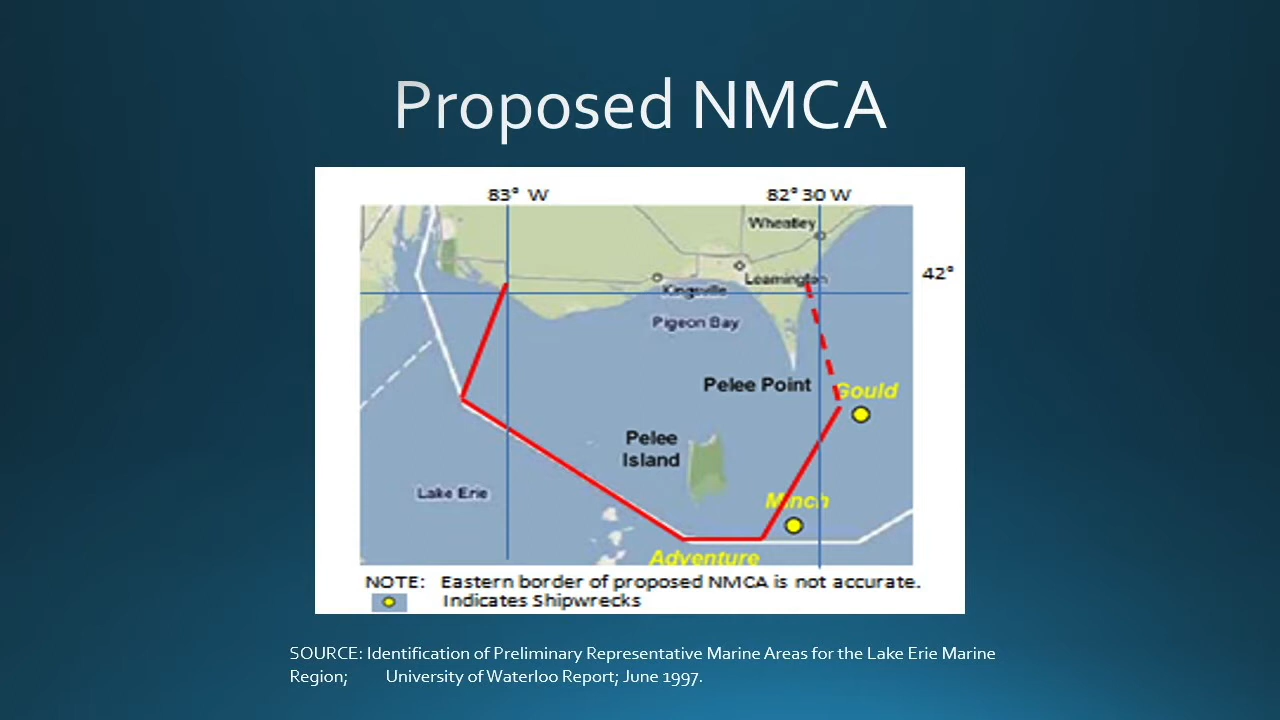 Proposed NMCA
83° W
82° 30 W
Wheatley
42°
Leamington
Kingsville
Pigeon Bay
Pelee Point
Gould
Pelee
Island
Lake Erie
Minch
Adventure
NOTE: Eastern border of proposed NMCA is not accurate.
Indicates Shipwrecks
SOURCE: Identification of Preliminary Representative Marine Areas for the Lake Erie Marine
Region; University of Waterloo Report; June 1997.